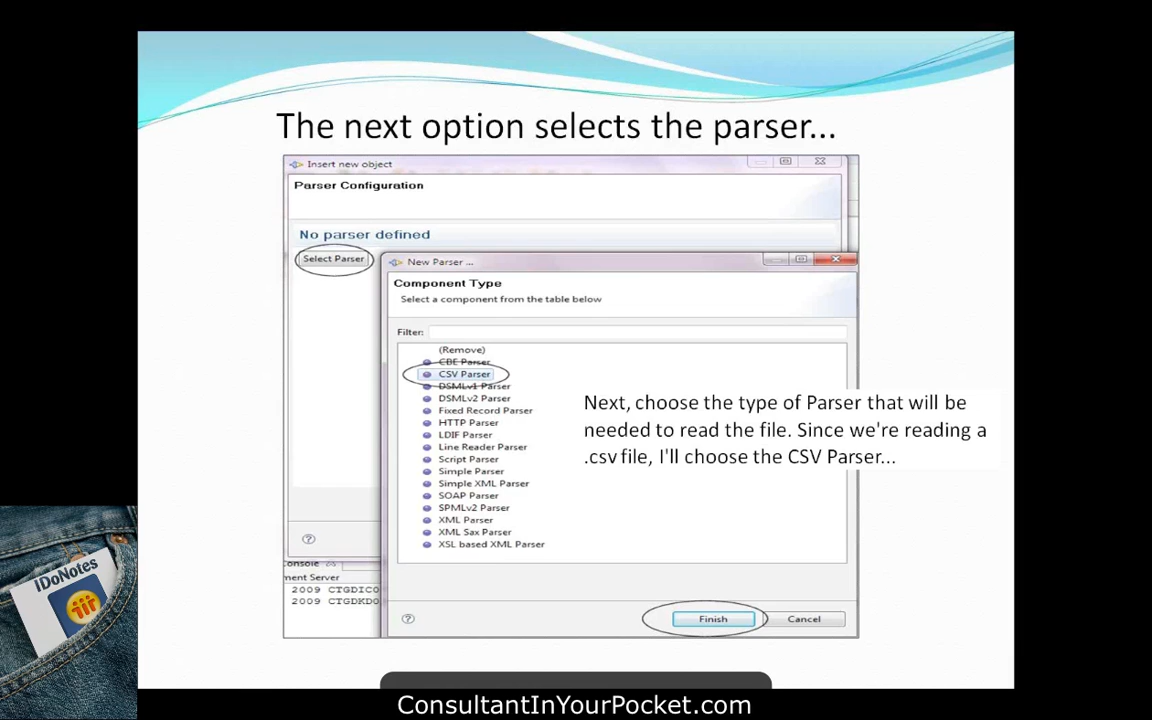 The next option selects the parser...
Insert new object
Parser Configuration
No parser defined
Select Parser
New Parser ...
Component Type
Select a component from the table below
Filter:
(Remove)
CBE Parser
CSV Parser
DSMLv1 Parser
DSMLv2 Parser
Fixed Record Parser
HTTP Parser
LDIF Parser
Line Reader Parser
Script Parser
Simple Parser
Simple XML Parser
SOAP Parser
SPMLv2 Parser
XML Parser
XML Sax Parser
XSL based XML Parser
Next, choose the type of Parser that will be
needed to read the file. Since we're reading a
.csv file, I'll choose the CSV Parser...
onsole
ment Server
2009 CTGDIC0
2009 CTGDKD0
Finish
Cancel
IDoNotes
ConsultantInYourPocket.com